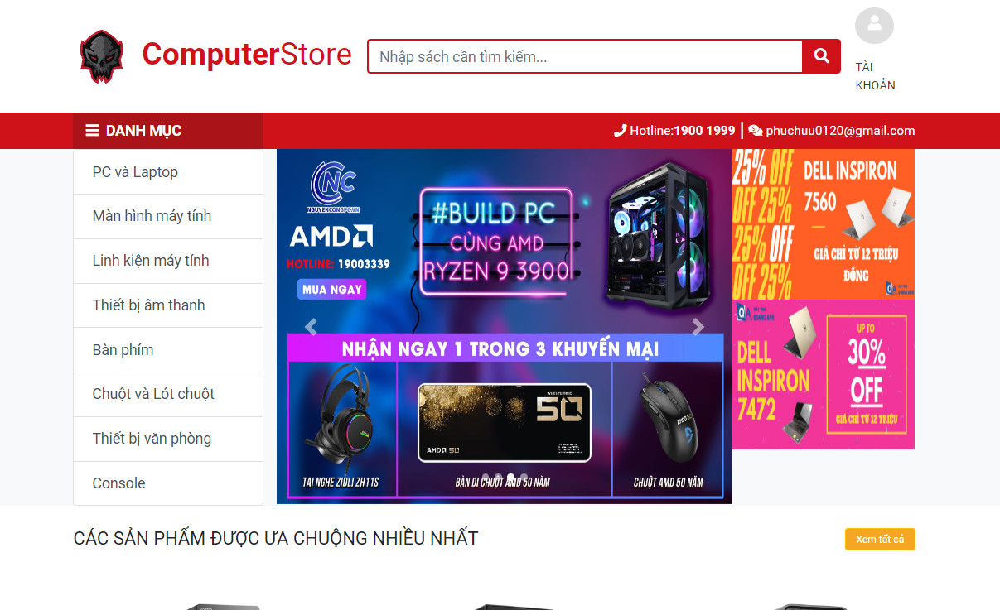 ComputerStore
Nhập sách cần tìm kiếm...
TÀI
KHOẢN
DANH MỤC
Hotline:1900 1999 | phuchuu0120@gmail.com
PC và Laptop
Màn hình máy tính
Linh kiện máy tính
Thiết bị âm thanh
Bàn phím
Chuột và Lót chuột
Thiết bị văn phòng
Console
CNC
NGUYENCONGPC.VN
AMD
HOTLINE: 19003339
MUA NGAY
#BUILD PC
CÙNG AMD
RYZEN 9 3900
NHẬN NGAY 1 TRONG 3 KHUYẾN MẠI
50
AMD 50
TAI NGHE ZIDLI ZH11S
BÀN DI CHUỘT AMD 50 NĂM
CHUỘT AMD 50 NĂM
25% OFF
OFF 25%
25% OFF
OFF 25%
DELL INSPIRON
7560
GIÁ CHỈ TỪ 12 TRIỆU
ĐỒNG
QUANG ANH
DELL
INSPIRON
7472
UP TO
30%
OFF
GIÁ CHỈ TỪ 12 TRIỆU
CÁC SẢN PHẨM ĐƯỢC ƯA CHUỘNG NHIỀU NHẤT
Xem tất cả